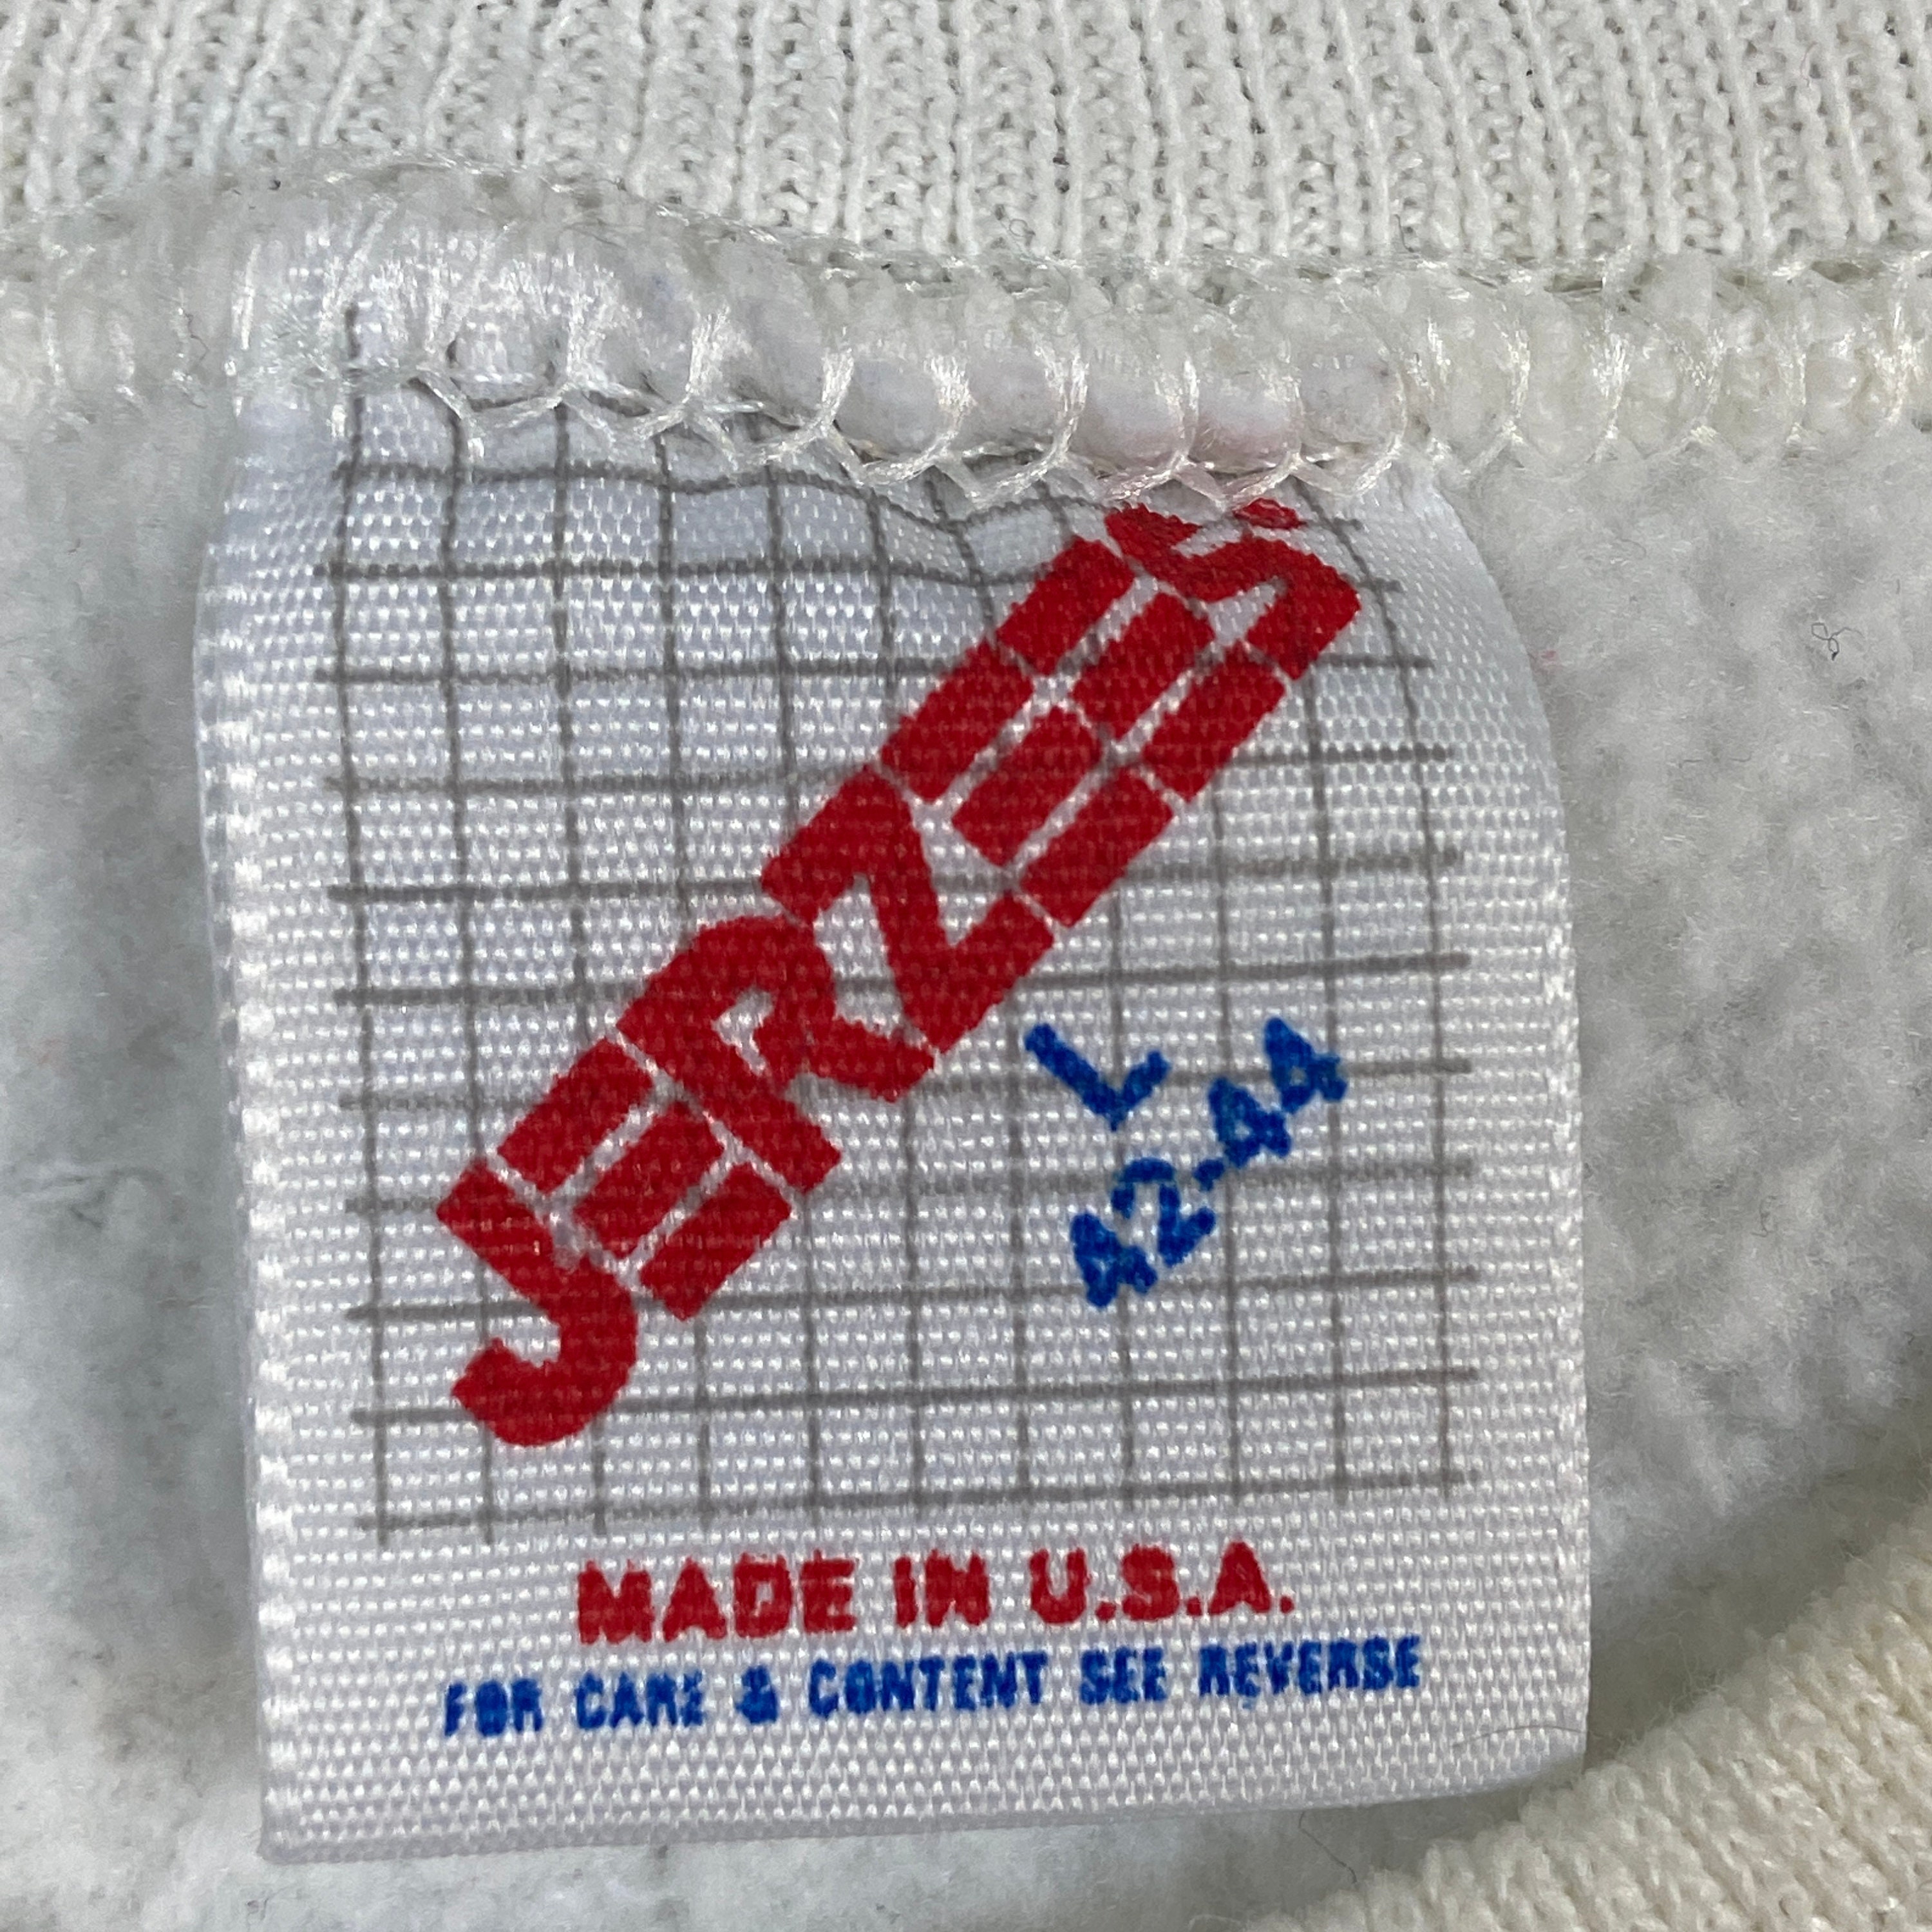 JERZEES
L
42-44
MADE IN U.S.A.
FOR CARE & CONTENT SEE REVERSE